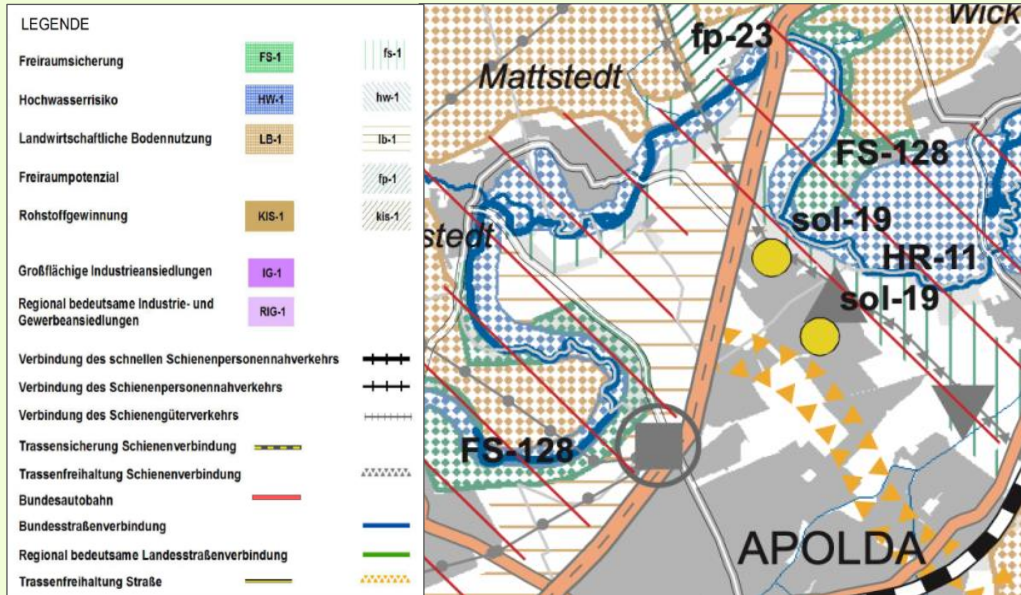 LEGENDE
Freiraumsicherung FS-1 fs-1
Hochwasserrisiko HW-1 hw-1
Landwirtschaftliche Bodennutzung LB-1 lb-1
Freiraumpotenzial fp-1
Rohstoffgewinnung KIS-1 kis-1
Großflächige Industrieansiedlungen IG-1
Regional bedeutsame Industrie- und
Gewerbeansiedlungen RIG-1
Verbindung des schnellen Schienenpersonennahverkehrs
Verbindung des Schienenpersonennahverkehrs
Verbindung des Schienengüterverkehrs
Trassensicherung Schienenverbindung
Trassenfreihaltung Schienenverbindung
Bundesautobahn
Bundesstraßenverbindung
Regional bedeutsame Landesstraßenverbindung
Trassenfreihaltung Straße
Wick
fp-23
Mattstedt
FS-128
sol-19
stedt
HR-11
sol-19
FS-128
APOLDA